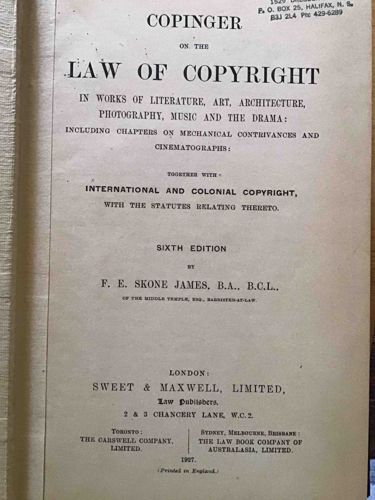 P. O. BOX 25, HALIFAX, N. S.
B3J 2L4 PH: 429-6289
COPINGER
ON THE
LAW OF COPYRIGHT
IN WORKS OF LITERATURE, ART, ARCHITECTURE,
PHOTOGRAPHY, MUSIC AND THE DRAMA:
INCLUDING CHAPTERS ON MECHANICAL CONTRIVANCES AND
CINEMATOGRAPHS:
TOGETHER WITH
INTERNATIONAL AND COLONIAL COPYRIGHT,
WITH THE STATUTES RELATING THERETO.
SIXTH EDITION
BY
F. E. SKONE JAMES, B.A., B.C.L.,
OF THE MIDDLE TEMPLE, ESQ., BARRISTER-AT-LAW.
LONDON:
SWEET & MAXWELL, LIMITED,
Law Publishers,
2 & 3 CHANCERY LANE, W.C.2.
TORONTO:
THE CARSWELL COMPANY,
LIMITED.
SYDNEY, MELBOURNE, BRISBANE:
THE LAW BOOK COMPANY OF
AUSTRALASIA, LIMITED.
1927.
(Printed in England.)